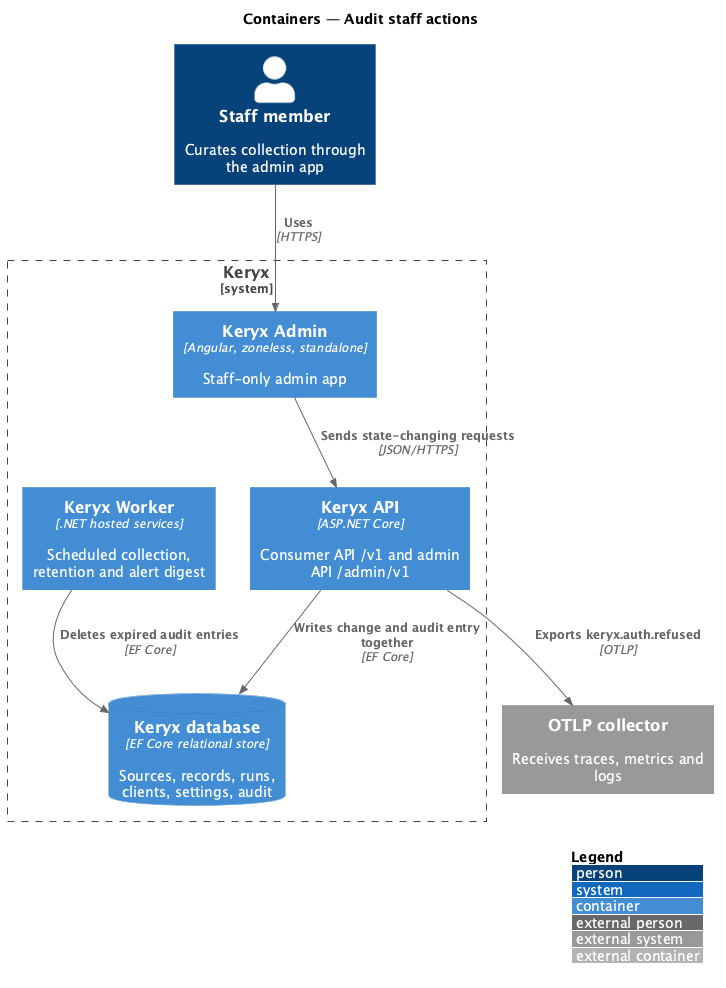 Containers — Audit staff actions
Staff member
Curates collection through
the admin app
Uses
[HTTPS]
Keryx
[system]
Keryx Admin
[Angular, zoneless, standalone]
Staff-only admin app
Sends state-changing requests
[JSON/HTTPS]
Keryx Worker
[.NET hosted services]
Scheduled collection,
retention and alert digest
Keryx API
[ASP.NET Core]
Consumer API /v1 and admin
API /admin/v1
Deletes expired audit entries
[EF Core]
Writes change and audit entry
together
[EF Core]
Exports keryx.auth.refused
[OTLP]
Keryx database
[EF Core relational store]
Sources, records, runs,
clients, settings, audit
OTLP collector
Receives traces, metrics and
logs
Legend
person
system
container
external person
external system
external container